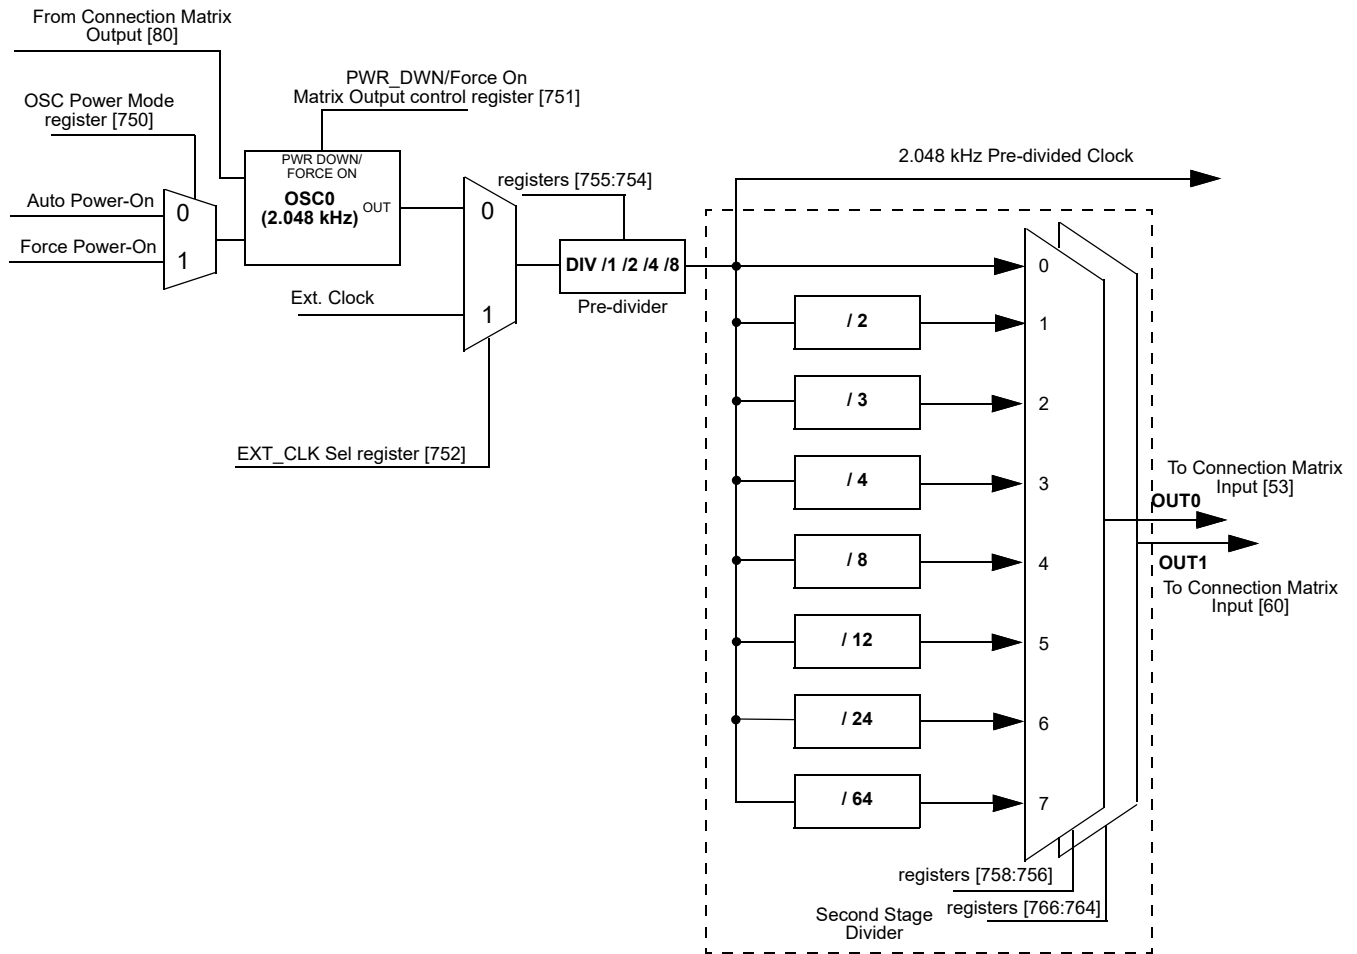 From Connection Matrix
Output [80]
PWR_DWN/Force On
Matrix Output control register [751]
OSC Power Mode
register [750]
PWR DOWN/
FORCE ON
OSC0
(2.048 kHz)
OUT
Auto Power-On
Force Power-On
0
1
Ext. Clock
0
1
EXT_CLK Sel register [752]
registers [755:754]
DIV /1 /2 /4 /8
Pre-divider
2.048 kHz Pre-divided Clock
0
/ 2
1
/ 3
2
/ 4
3
/ 8
4
/ 12
5
/ 24
6
/ 64
7
To Connection Matrix
Input [53]
OUT0
OUT1
To Connection Matrix
Input [60]
registers [758:756]
registers [766:764]
Second Stage
Divider